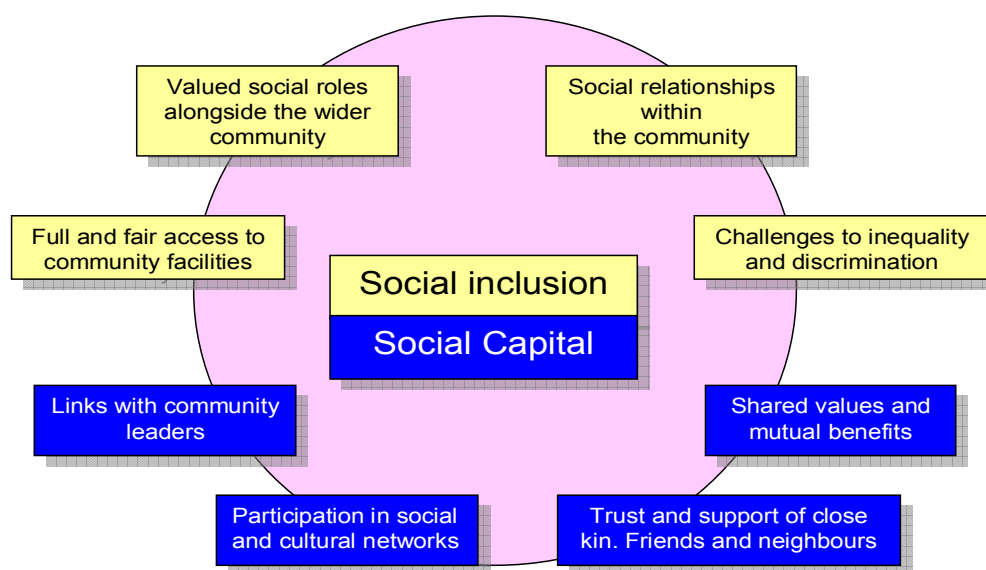 Valued social roles
alongside the wider
community
Social relationships
within
the community
Full and fair access to
community facilities
Challenges to inequality
and discrimination
Social inclusion
Social Capital
Links with community
leaders
Shared values and
mutual benefits
Participation in social
and cultural networks
Trust and support of close
kin. Friends and neighbours